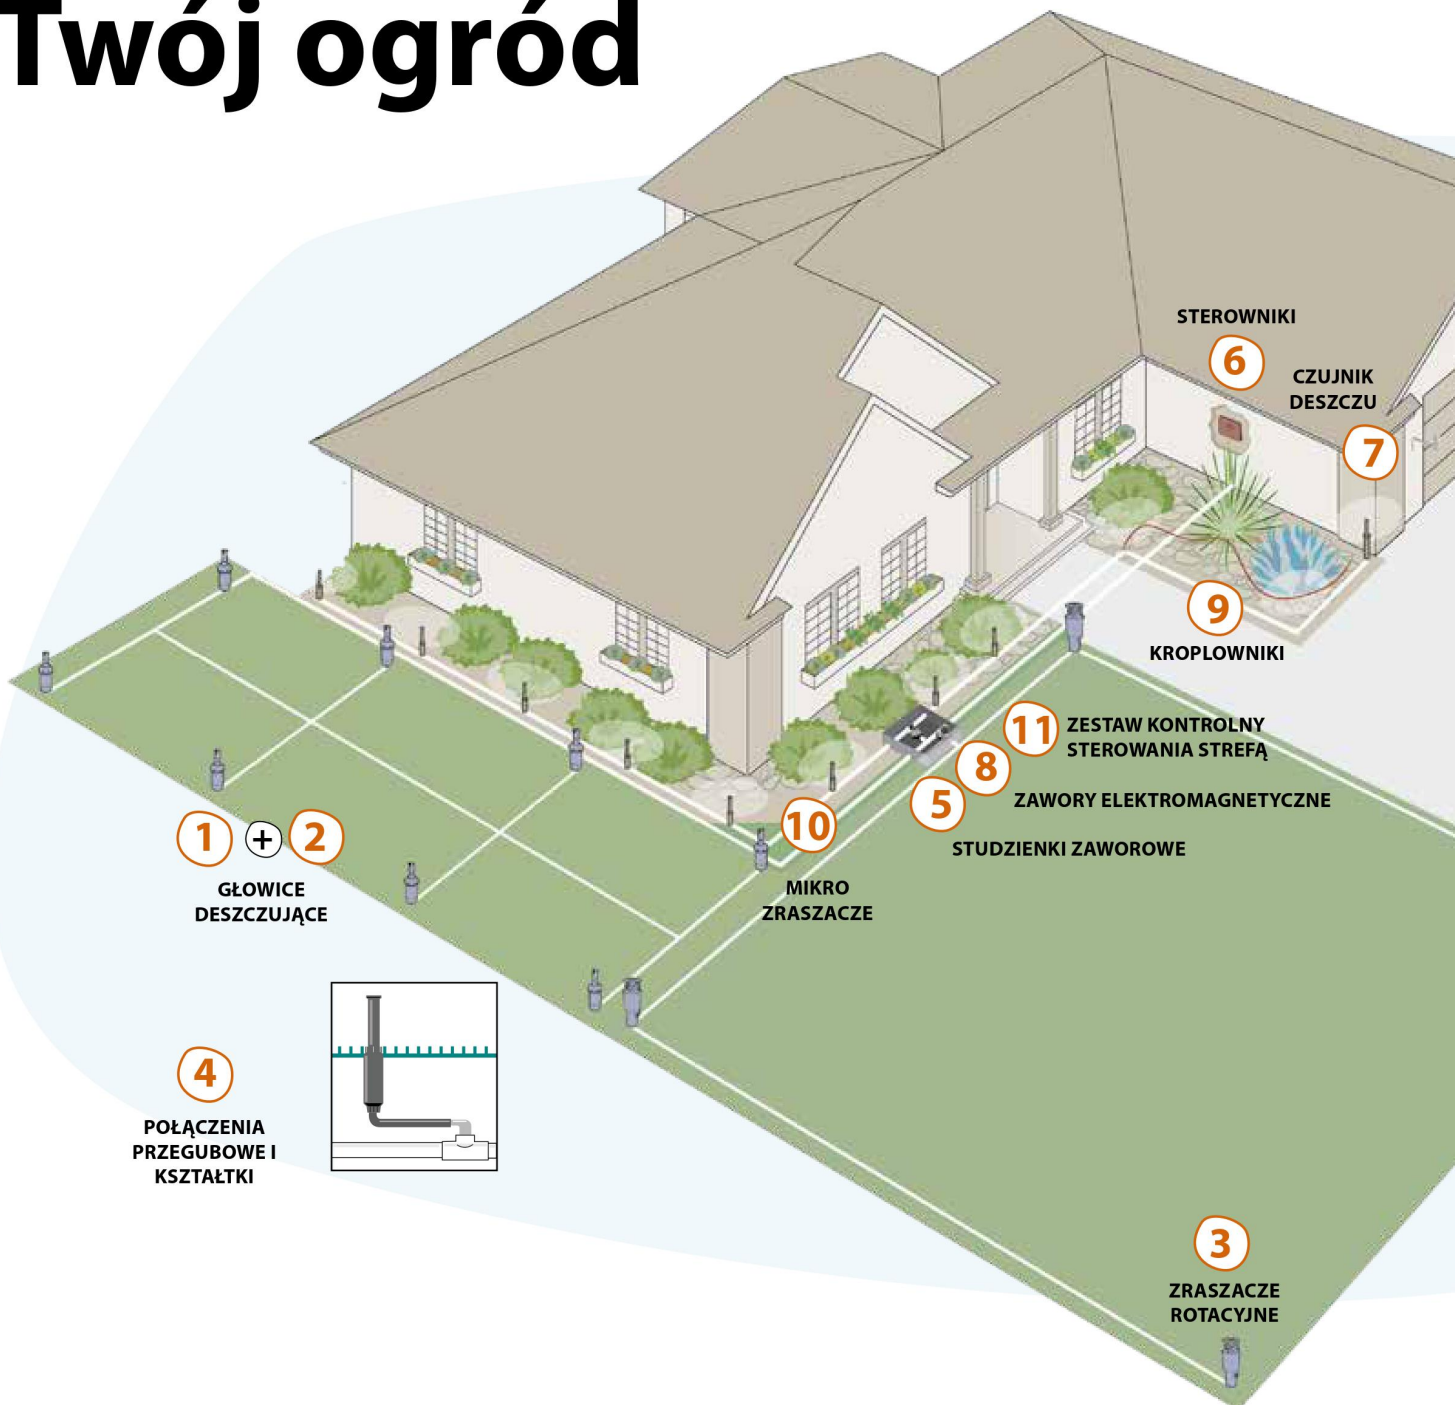 Twój ogród
STEROWNIKI
6
CZUJNIK
DESZCZU
7
9
KROPLOWNIKI
11 ZESTAW KONTROLNY
STEROWANIA STREFĄ
8
ZAWORY ELEKTROMAGNETYCZNE
5
STUDZIENKI ZAWOROWE
10
MIKRO
ZRASZACZE
1 + 2
GŁOWICE
DESZCZUJĄCE
4
POŁĄCZENIA
PRZEGUBOWE I
KSZTAŁTKI
3
ZRASZACZE
ROTACYJNE